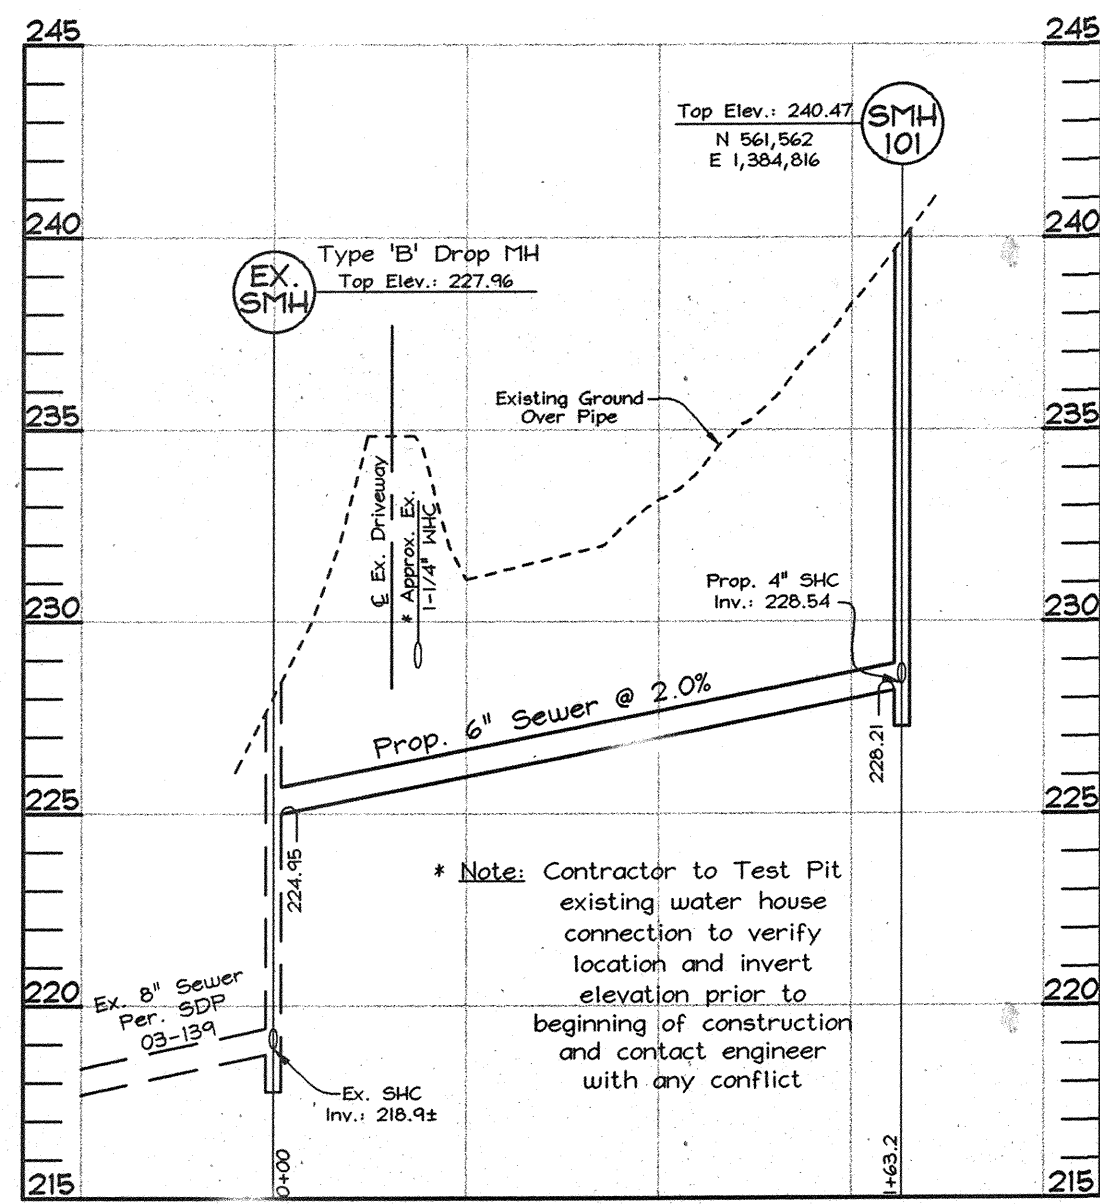 245
245
Top Elev.: 240.47
N 561,562
E 1,384,816
SMH
101
240
240
EX.
SMH
Type 'B' Drop MH
Top Elev.: 227.96
Existing Ground
Over Pipe
235
235
℄ Ex. Driveway
* Approx. Ex.
1-1/4" WHC
Prop. 4" SHC
Inv.: 228.54
230
230
Prop. 6" Sewer @ 2.0%
228.21
225
225
224.95
* Note: Contractor to Test Pit
existing water house
connection to verify
location and invert
elevation prior to
beginning of construction
and contact engineer
with any conflict
Ex. 8" Sewer
Per. SDP
03-139
220
220
Ex. SHC
Inv.: 218.9±
0+00
1+63.2
215
215